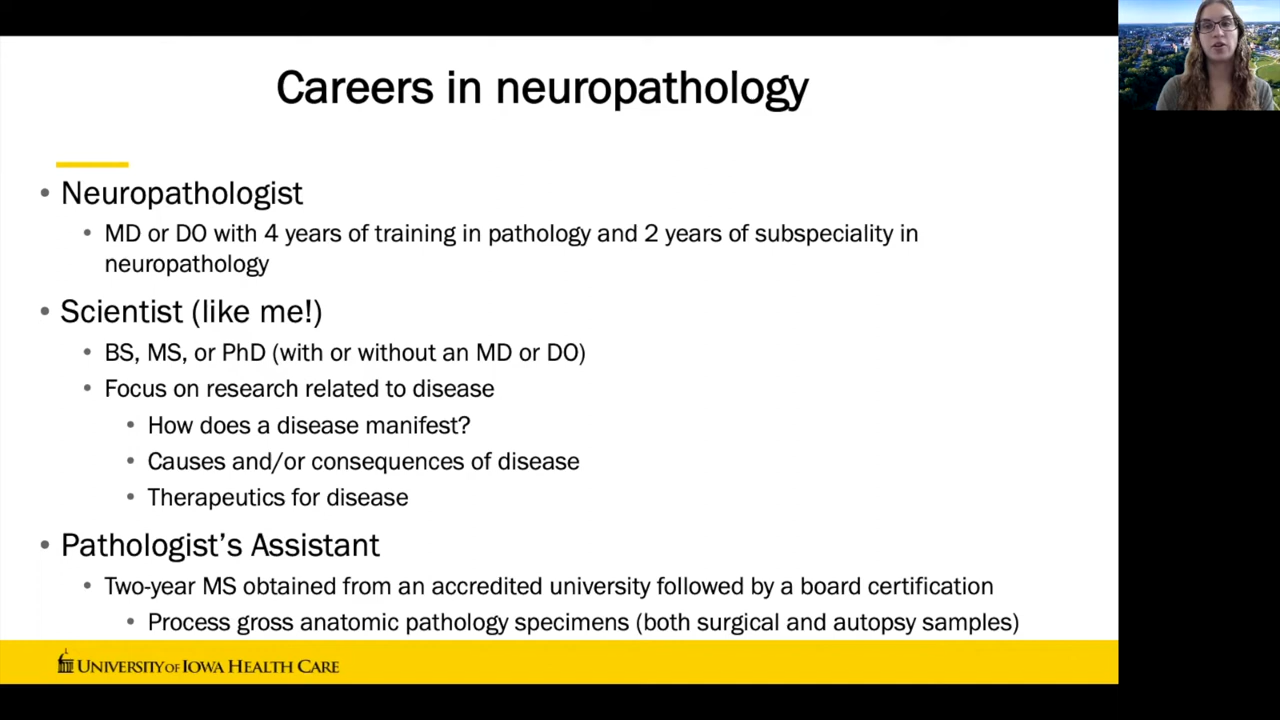 Careers in neuropathology
• Neuropathologist
• MD or DO with 4 years of training in pathology and 2 years of subspeciality in
neuropathology
• Scientist (like me!)
• BS, MS, or PhD (with or without an MD or DO)
• Focus on research related to disease
• How does a disease manifest?
• Causes and/or consequences of disease
• Therapeutics for disease
• Pathologist's Assistant
• Two-year MS obtained from an accredited university followed by a board certification
• Process gross anatomic pathology specimens (both surgical and autopsy samples)
UNIVERSITY OF IOWA HEALTH CARE